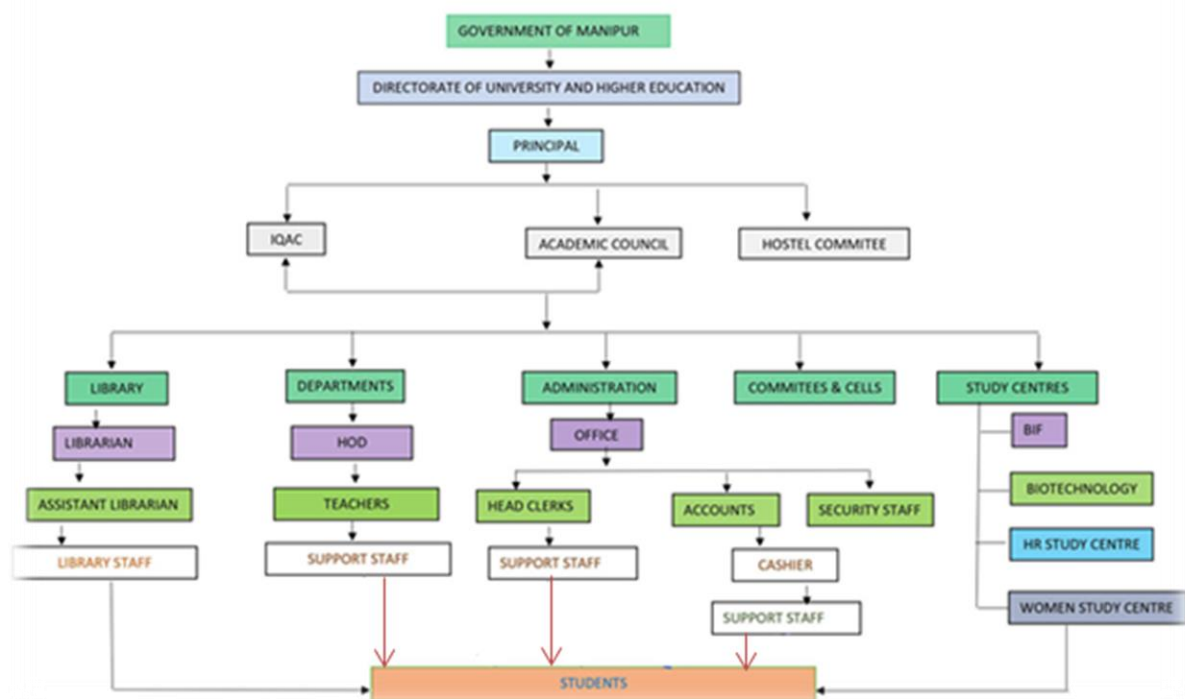 GOVERNMENT OF MANIPUR
DIRECTORATE OF UNIVERSITY AND HIGHER EDUCATION
PRINCIPAL
IQAC
ACADEMIC COUNCIL
HOSTEL COMMITEE
LIBRARY
DEPARTMENTS
ADMINISTRATION
COMMITEES & CELLS
STUDY CENTRES
LIBRARIAN
HOD
OFFICE
BIF
ASSISTANT LIBRARIAN
TEACHERS
HEAD CLERKS
ACCOUNTS
SECURITY STAFF
BIOTECHNOLOGY
LIBRARY STAFF
SUPPORT STAFF
SUPPORT STAFF
CASHIER
HR STUDY CENTRE
SUPPORT STAFF
WOMEN STUDY CENTRE
STUDENTS